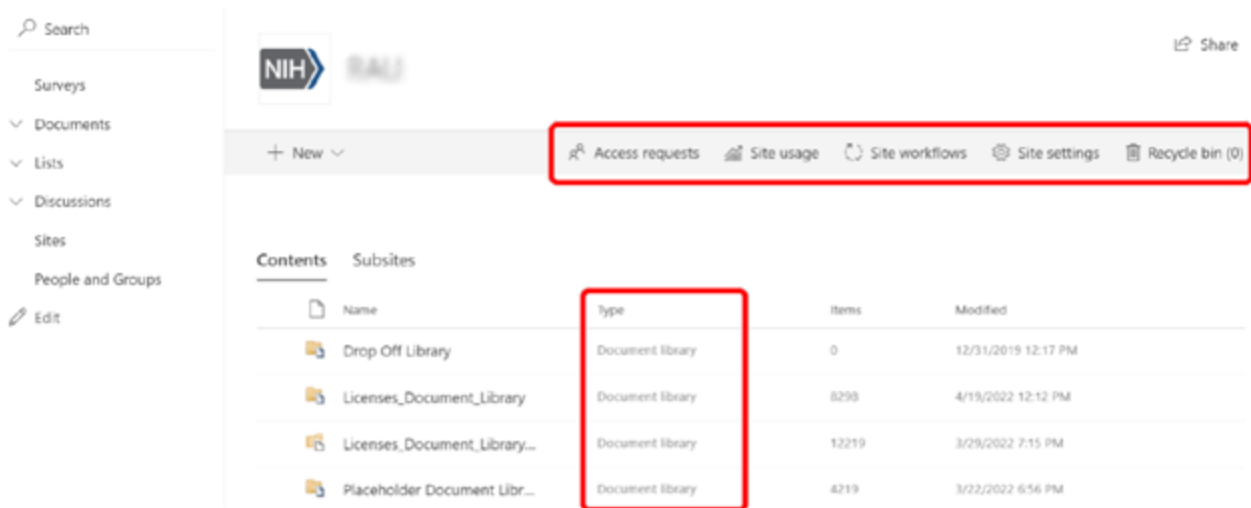 Search
Surveys
Documents
Lists
Discussions
Sites
People and Groups
Edit
NIH
Share
New
Access requests
Site usage
Site workflows
Site settings
Recycle bin (0)
Contents Subsites
Name Type Items Modified
Drop Off Library Document library 0 12/31/2019 12:17 PM
Licenses_Document_Library Document library 8298 4/19/2022 12:12 PM
Licenses_Document_Library... Document library 12219 3/29/2022 7:15 PM
Placeholder Document Libr... Document library 4219 3/22/2022 6:56 PM